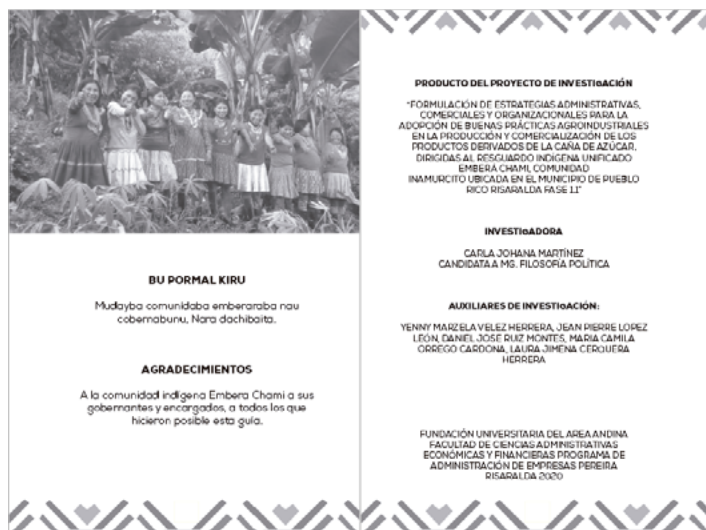 BU PORMAL KIRU
Mudayba comunidaba emberaraba nau
cobernabunu, Nara dachibaita.
AGRADECIMIENTOS
A la comunidad indígena Embera Chami a sus
gobernantes y encargados, a todos los que
hicieron posible esta guía.
PRODUCTO DEL PROYECTO DE INVESTIGACIÓN
"FORMULACIÓN DE ESTRATEGIAS ADMINISTRATIVAS,
COMERCIALES Y ORGANIZACIONALES PARA LA
ADOPCIÓN DE BUENAS PRÁCTICAS AGROINDUSTRIALES
EN LA PRODUCCIÓN Y COMERCIALIZACIÓN DE LOS
PRODUCTOS DERIVADOS DE LA CAÑA DE AZÚCAR,
DIRIGIDAS AL RESGUARDO INDÍGENA UNIFICADO
EMBERÁ CHAMI, COMUNIDAD
INAMURCITO UBICADA EN EL MUNICIPIO DE PUEBLO
RICO RISARALDA FASE 1.1"
INVESTIGADORA
CARLA JOHANA MARTÍNEZ
CANDIDATA A MG. FILOSOFÍA POLÍTICA
AUXILIARES DE INVESTIGACIÓN:
YENNY MARZELA VELEZ HERRERA, JEAN PIERRE LOPEZ
LEÓN, DANIEL JOSE RUIZ MONTES, MARIA CAMILA
ORREGO CARDONA, LAURA JIMENA CERQUERA
HERRERA
FUNDACIÓN UNIVERSITARIA DEL AREA ANDINA
FACULTAD DE CIENCIAS ADMINISTRATIVAS
ECONÓMICAS Y FINANCIERAS PROGRAMA DE
ADMINISTRACIÓN DE EMPRESAS PEREIRA
RISARALDA 2020